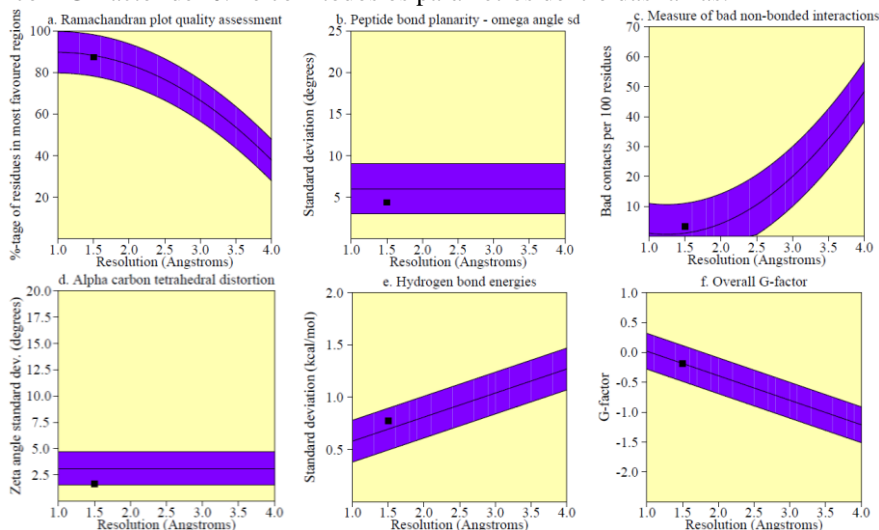 a. Ramachandran plot quality assessment
%-tage of residues in most favoured regions
100
80
60
40
20
1.0 1.5 2.0 2.5 3.0 3.5 4.0
Resolution (Angstroms)
b. Peptide bond planarity - omega angle sd
Standard deviation (degrees)
25
20
15
10
5
1.0 1.5 2.0 2.5 3.0 3.5 4.0
Resolution (Angstroms)
c. Measure of bad non-bonded interactions
Bad contacts per 100 residues
70
60
50
40
30
20
10
1.0 1.5 2.0 2.5 3.0 3.5 4.0
Resolution (Angstroms)
d. Alpha carbon tetrahedral distortion
Zeta angle standard dev. (degrees)
20.0
17.5
15.0
12.5
10.0
7.5
5.0
2.5
1.0 1.5 2.0 2.5 3.0 3.5 4.0
Resolution (Angstroms)
e. Hydrogen bond energies
Standard deviation (kcal/mol)
2.0
1.5
1.0
0.5
1.0 1.5 2.0 2.5 3.0 3.5 4.0
Resolution (Angstroms)
f. Overall G-factor
G-factor
1.0
0.5
0.0
-0.5
-1.0
-1.5
-2.0
1.0 1.5 2.0 2.5 3.0 3.5 4.0
Resolution (Angstroms)